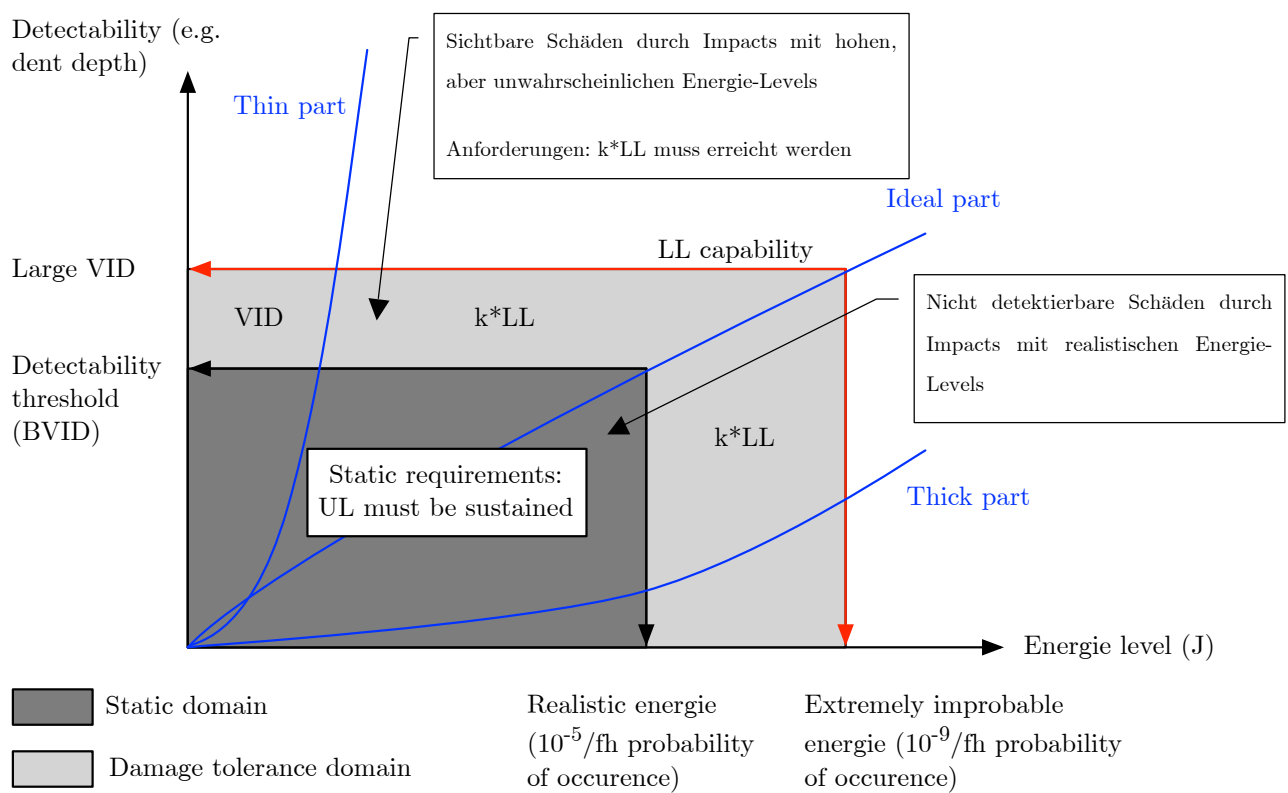 Detectability (e.g.
dent depth)
Thin part
Sichtbare Schäden durch Impacts mit hohen,
aber unwahrscheinlichen Energie-Levels
Anforderungen: k*LL muss erreicht werden
Ideal part
LL capability
Large VID
VID
k*LL
Nicht detektierbare Schäden durch
Impacts mit realistischen Energie-
Levels
Detectability
threshold
(BVID)
k*LL
Static requirements:
UL must be sustained
Thick part
Energie level (J)
Static domain
Damage tolerance domain
Realistic energie
(10-5/fh probability
of occurence)
Extremely improbable
energie (10-9/fh probability
of occurence)